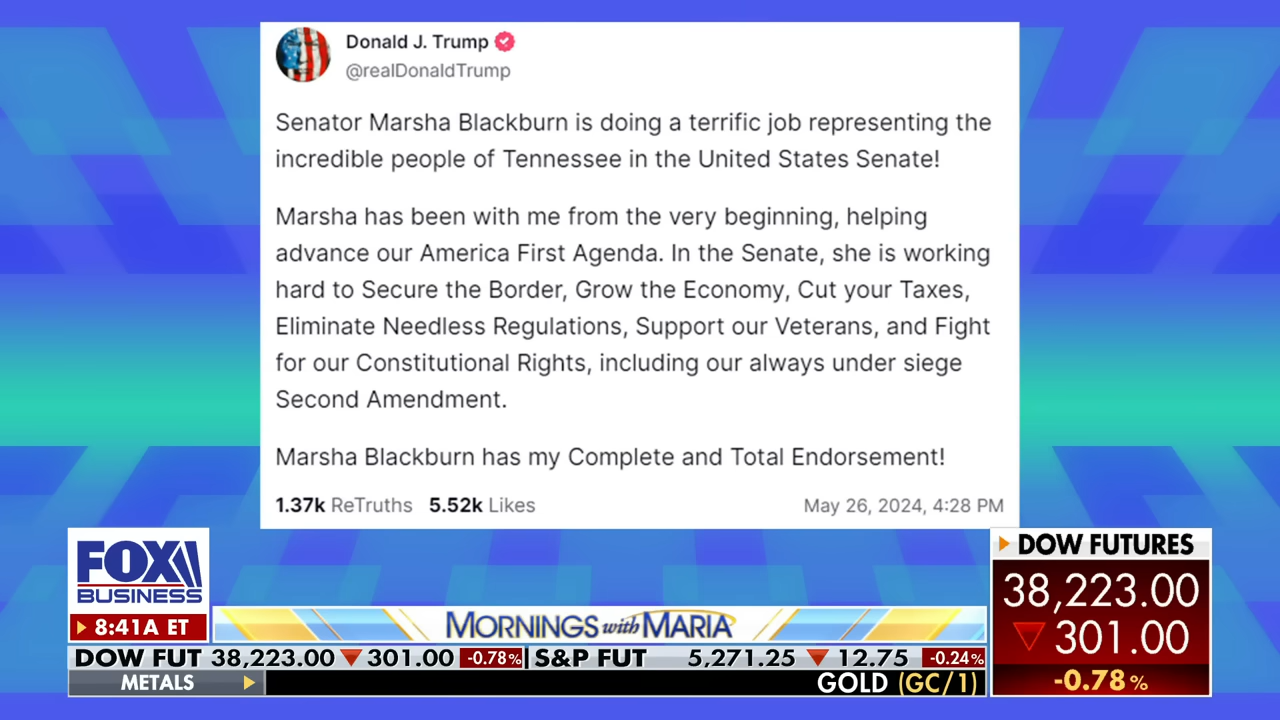 Donald J. Trump
@realDonaldTrump
Senator Marsha Blackburn is doing a terrific job representing the
incredible people of Tennessee in the United States Senate!
Marsha has been with me from the very beginning, helping
advance our America First Agenda. In the Senate, she is working
hard to Secure the Border, Grow the Economy, Cut your Taxes,
Eliminate Needless Regulations, Support our Veterans, and Fight
for our Constitutional Rights, including our always under siege
Second Amendment.
Marsha Blackburn has my Complete and Total Endorsement!
1.37k ReTruths 5.52k Likes May 26, 2024, 4:28 PM
FOX
BUSINESS
8:41A ET
MORNINGS with MARIA
DOW FUTURES
38,223.00
301.00
-0.78%
DOW FUT 38,223.00 301.00 -0.78% S&P FUT 5,271.25 12.75 -0.24%
METALS
GOLD (GC/1)